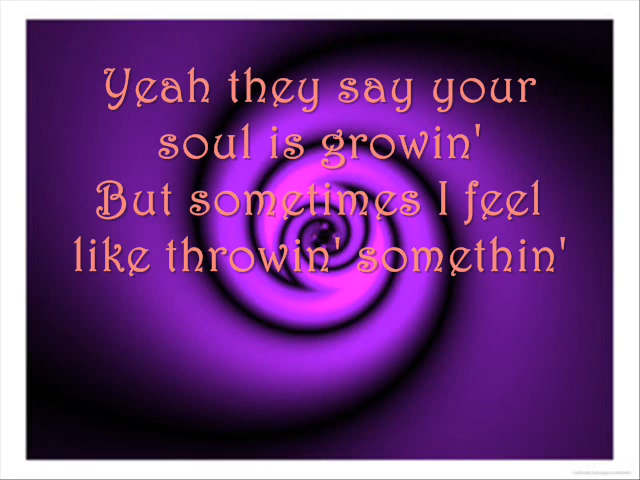 Yeah they say your
soul is growin'
But sometimes I feel
like throwin' somethin'